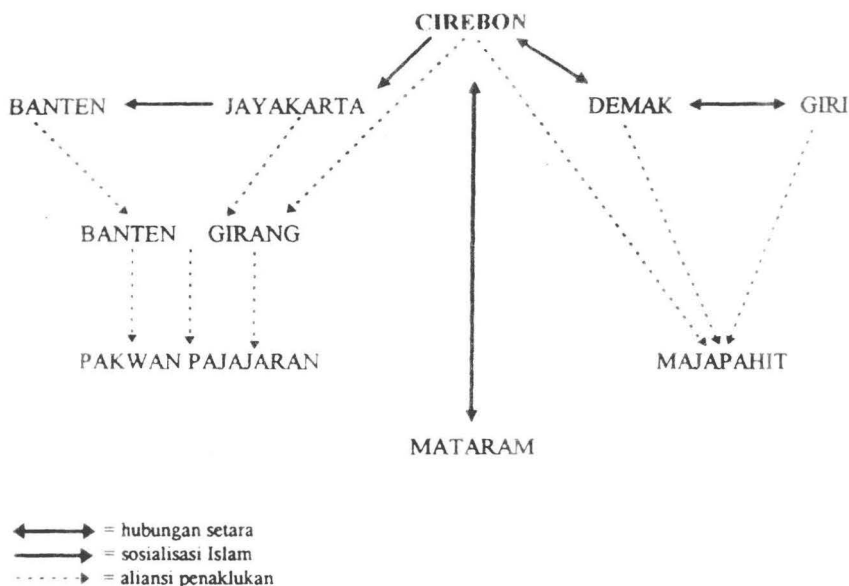 CIREBON
BANTEN JAYAKARTA DEMAK GIRI
BANTEN GIRANG
PAKWAN PAJAJARAN MAJAPAHIT
MATARAM
= hubungan setara
= sosialisasi Islam
= aliansi penaklukan